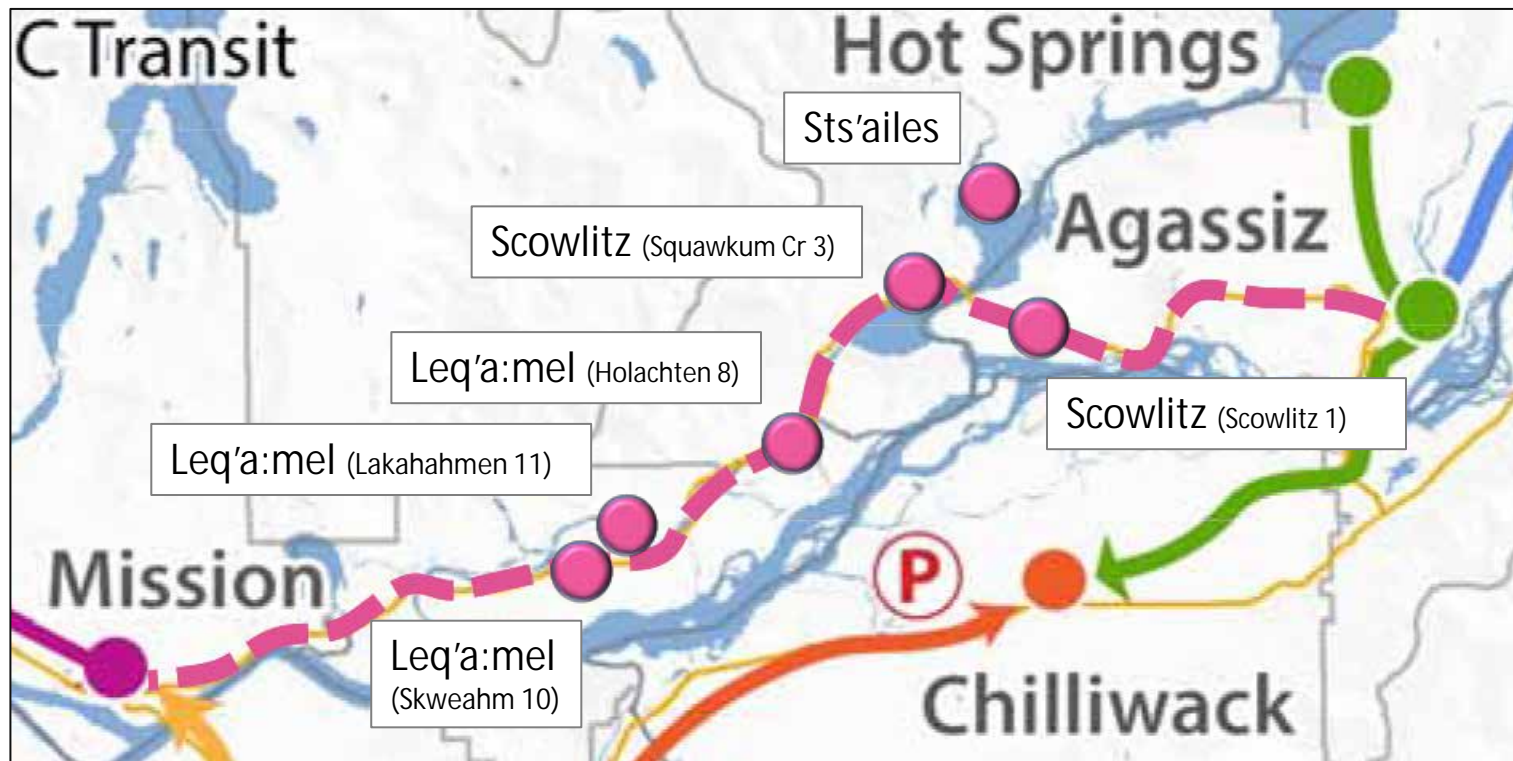 C Transit
Hot Springs
Sts'ailes
Agassiz
Scowlitz (Squawkum Cr 3)
Leq'a:mel (Holachten 8)
Scowlitz (Scowlitz 1)
Leq'a:mel (Lakahahmen 11)
Mission
P
Leq'a:mel
(Skweahm 10)
Chilliwack